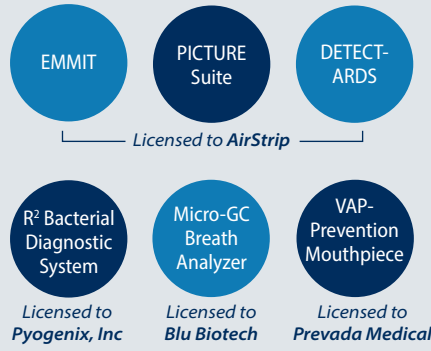 EMMIT
PICTURE
Suite
DETECT-
ARDS
Licensed to AirStrip
R² Bacterial
Diagnostic
System
Micro-GC
Breath
Analyzer
VAP-
Prevention
Mouthpiece
Licensed to
Pyogenix, Inc
Licensed to
Blu Biotech
Licensed to
Prevada Medical